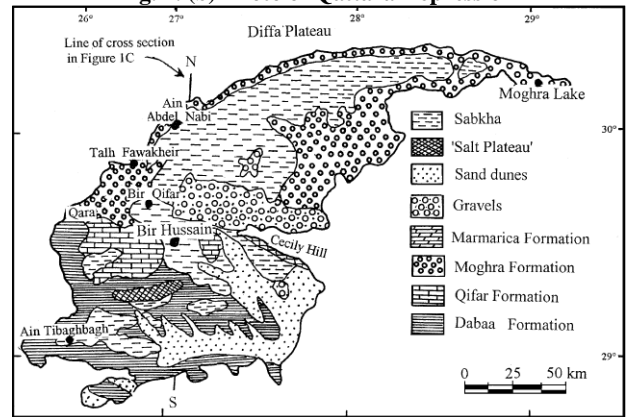 26°
27°
28°
29°
Diffa Plateau
Line of cross section
in Figure 1C
N
Ain
Abdel Nabi
Moghra Lake
30°
Talh Fawakheir
Bir Qifar
Qara
Bir Hussain
Cecily Hill
Ain Tibaghbagh
29°
S
Sabkha
'Salt Plateau'
Sand dunes
Gravels
Marmarica Formation
Moghra Formation
Qifar Formation
Dabaa Formation
0 25 50 km